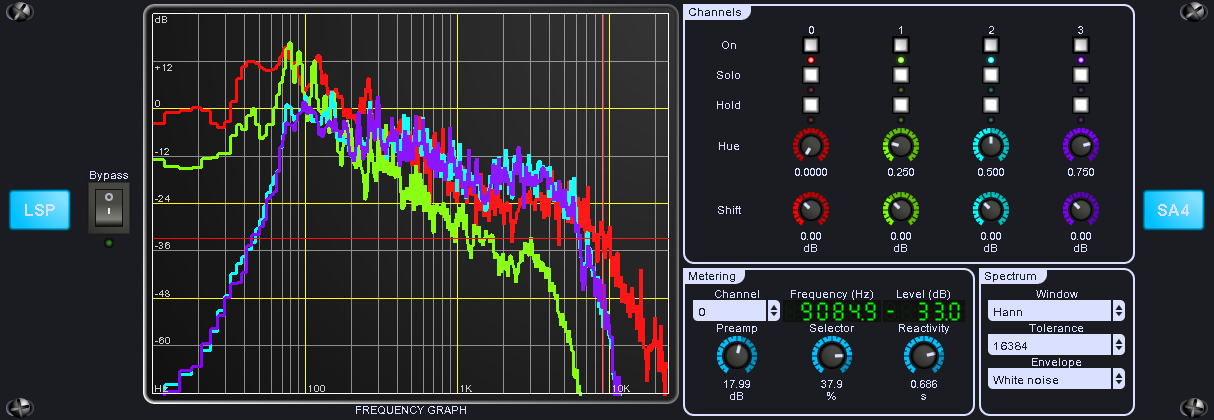 LSP
Bypass
dB
+12
0
-12
-24
-36
-48
-60
Hz
100
1K
10K
FREQUENCY GRAPH
Channels
0 1 2 3
On
Solo
Hold
Hue
0.0000 0.250 0.500 0.750
Shift
0.00 0.00 0.00 0.00
dB dB dB dB
SA4
Metering
Channel Frequency (Hz) Level (dB)
0 9084.9 - 33.0
Preamp Selector Reactivity
17.99 37.9 0.686
dB % s
Spectrum
Window
Hann
Tolerance
16384
Envelope
White noise